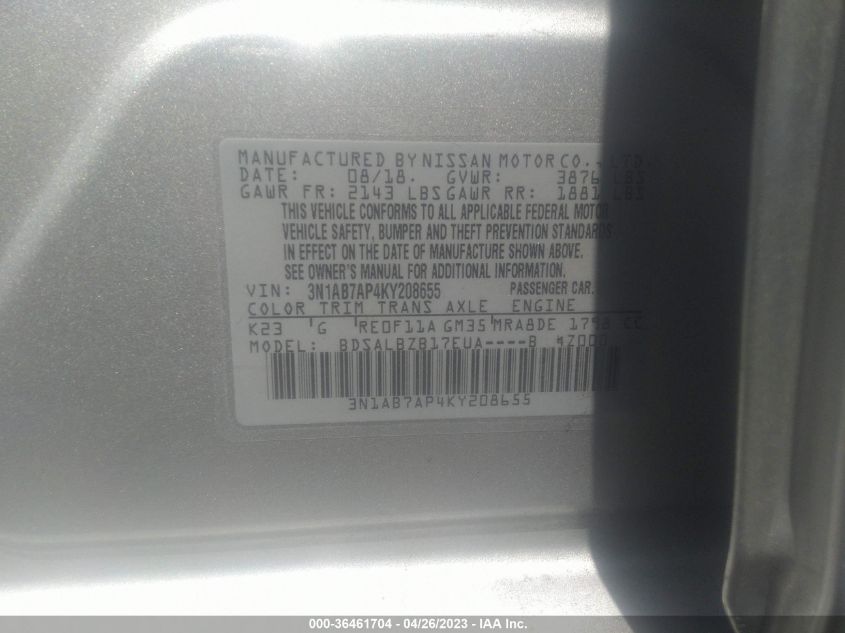 MANUFACTURED BY NISSAN MOTOR CO., LTD.
DATE: 08/18. GVWR: 3876 LBS
GAWR FR: 2143 LBS GAWR RR: 1881 LBS
THIS VEHICLE CONFORMS TO ALL APPLICABLE FEDERAL MOTOR
VEHICLE SAFETY, BUMPER AND THEFT PREVENTION STANDARDS
IN EFFECT ON THE DATE OF MANUFACTURE SHOWN ABOVE.
SEE OWNER'S MANUAL FOR ADDITIONAL INFORMATION.
VIN: 3N1AB7AP4KY208655 PASSENGER CAR.
COLOR TRIM TRANS AXLE ENGINE
K23 G RE0F11A GM35 MRA8DE 1798 CC
MODEL: BDSALBZB17EUA----B
3N1AB7AP4KY208655
000-36461704 - 04/26/2023 - IAA Inc.